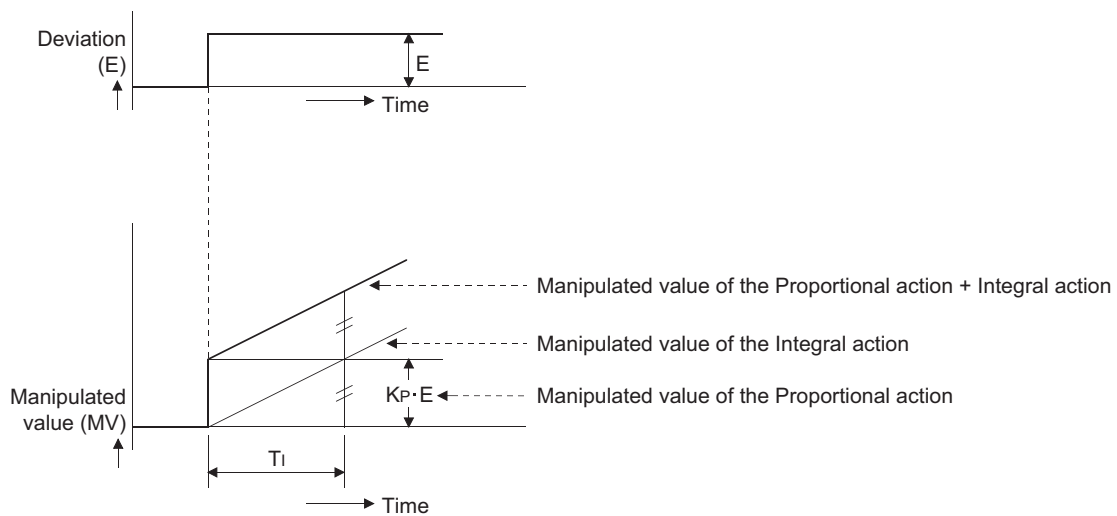 Deviation
(E)
E
Time
Manipulated value of the Proportional action + Integral action
Manipulated value of the Integral action
Manipulated
value (MV)
KP·E
Manipulated value of the Proportional action
TI
Time